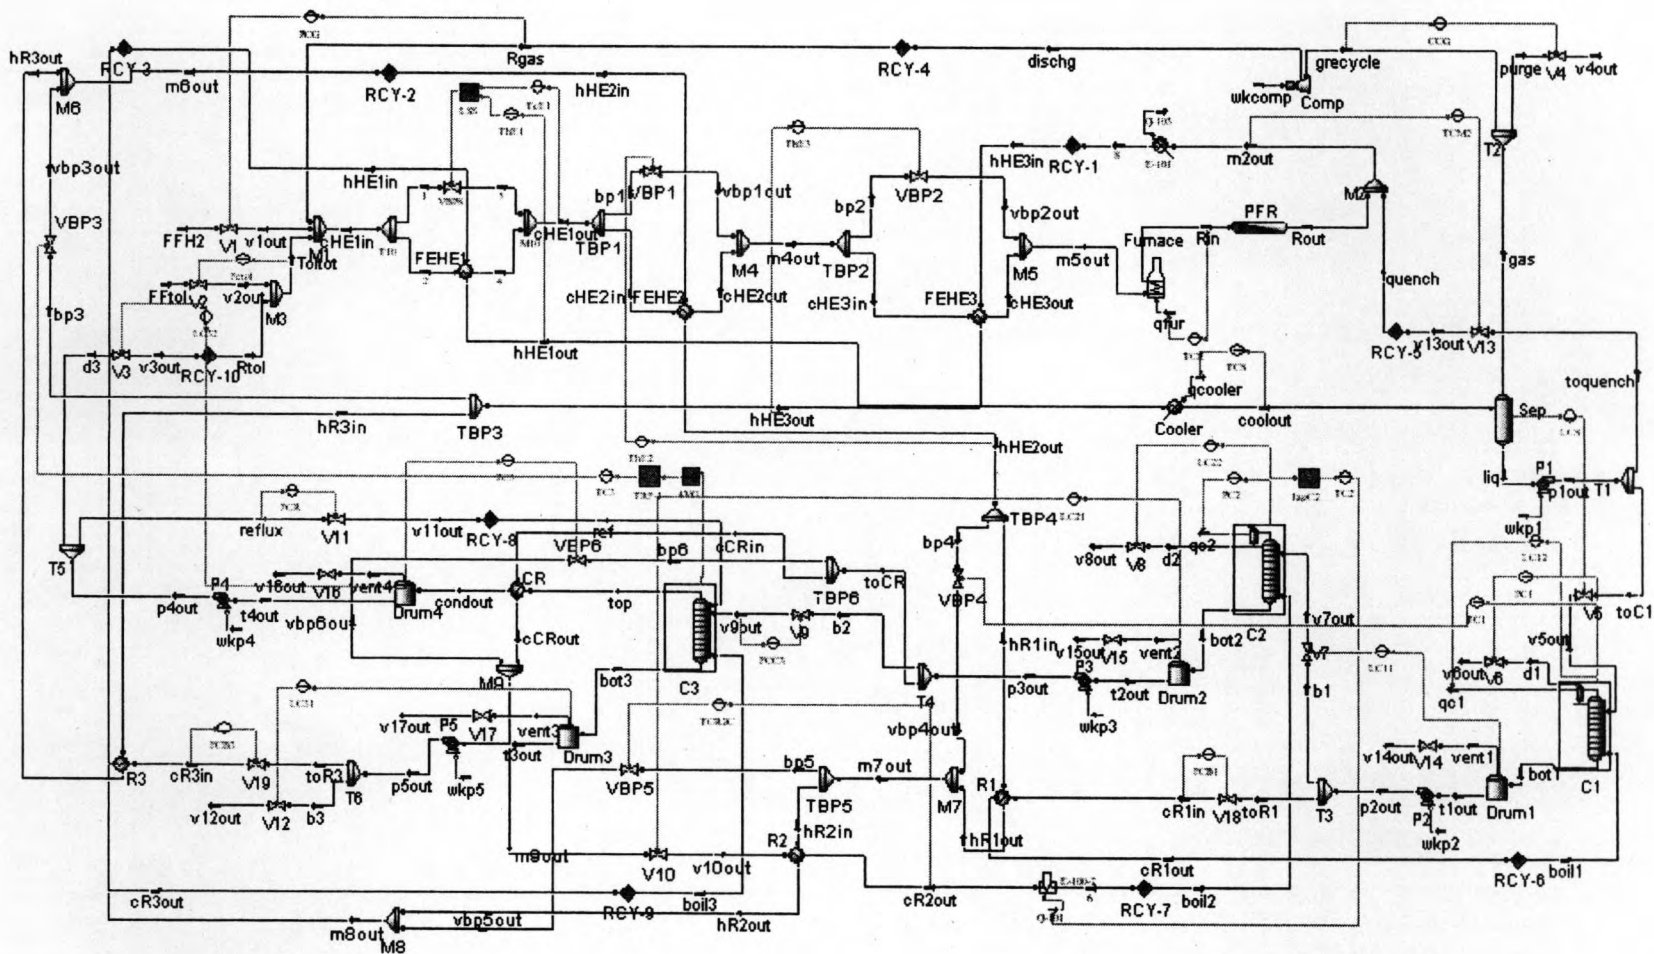 hR3out
M6
RCY-3
m6out
RCY-2
Rgas
RCY-4
dischg
hHE2in
grecycle
wkcomp
Comp
purge
V4
v4out
T2
vbp3out
VBP3
bp3
hHE1in
FFH2
V1
v1out
M1
cHE1in
FEHE1
cHE1out
TBP1
bp1
VBP1
vbp1out
M4
m4out
cHE2in
FEHE2
cHE2out
TBP2
bp2
VBP2
vbp2out
M5
m5out
cHE3in
FEHE3
cHE3out
hHE3in
RCY-1
m2out
M2
Furnace
Rin
PFR
Rout
qfur
quench
gas
RCY-5
v13out
V13
toquench
FFtol
v2out
Toltot
M3
d3
V3
v3out
RCY-10
Rtol
hHE1out
hR3in
TBP3
hHE3out
qcooler
Cooler
coolout
Sep
hHE2out
liq
P1
p1out
T1
wkp1
toC1
reflux
V11
v11out
RCY-8
ref
cCRin
VBP6
bp6
TBP6
toCR
TBP4
bp4
VBP4
T5
p4out
P4
wkp4
t4out
v16out
V16
vent4
Drum4
vbp6out
condout
CR
top
cCRout
v9out
V9
b2
C3
bot3
M9
T4
p3out
P3
wkp3
t2out
v15out
V15
vent2
Drum2
bot2
hR1in
v8out
V8
d2
qc2
C2
v7out
b1
v5out
v6out
V6
d1
qc1
R3
cR3in
V19
toR3
T6
v12out
V12
b3
p5out
P5
wkp5
t3out
v17out
V17
vent3
Drum3
VBP5
bp5
TBP5
m7out
M7
vbp4out
R1
hR1out
cR1in
V18
toR1
T3
p2out
P2
wkp2
t1out
v14out
V14
vent1
Drum1
bot1
C1
hR2in
R2
m9out
V10
v10out
cR1out
RCY-6
boil1
cR3out
RCY-9
boil3
hR2out
cR2out
RCY-7
boil2
m8out
M8
vbp5out